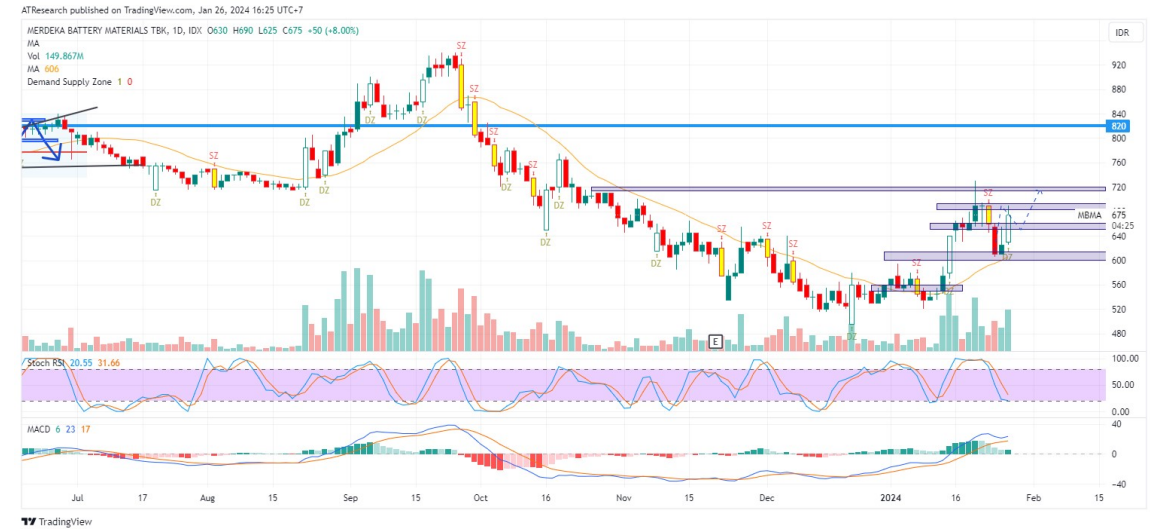 ATResearch published on TradingView.com, Jan 26, 2024 16:25 UTC+7
MERDEKA BATTERY MATERIALS TBK, 1D, IDX O630 H690 L625 C675 +50 (+8.00%)
IDR
MA
Vol 149.867M
MA 606
Demand Supply Zone 1 0
920
880
840
820
800
760
720
MBMA 675
04:25
640
600
560
520
480
SZ
SZ
SZ
SZ
SZ
SZ
SZ
SZ
SZ
SZ
DZ
DZ
DZ
DZ
DZ
DZ
DZ
DZ
DZ
DZ
DZ
DZ
E
Stoch RSI 20.55 31.66
100.00
50.00
0.00
MACD 6 23 17
40
0
−40
Jul 17 Aug 15 Sep 15 Oct 16 Nov 15 Dec 2024 16 Feb 15
TradingView